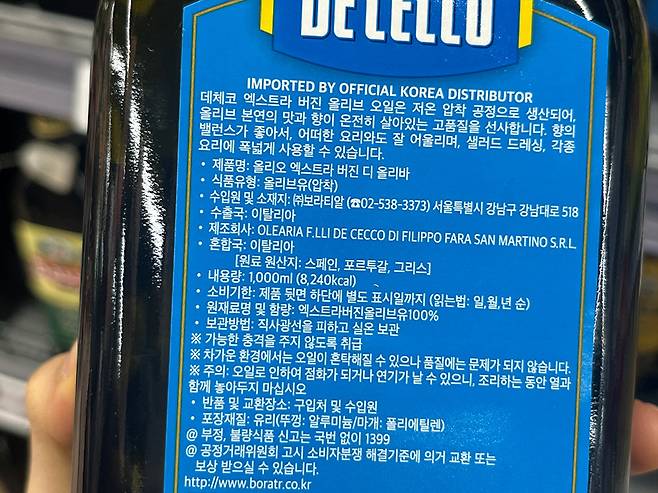 DE CECCO
IMPORTED BY OFFICIAL KOREA DISTRIBUTOR
데체코 엑스트라 버진 올리브 오일은 저온 압착 공정으로 생산되어,
올리브 본연의 맛과 향이 온전히 살아있는 고품질을 선사합니다. 향의
밸런스가 좋아서, 어떠한 요리와도 잘 어울리며, 샐러드 드레싱, 각종
요리에 폭넓게 사용할 수 있습니다.
• 제품명: 올리오 엑스트라 버진 디 올리바
• 식품유형: 올리브유(압착)
• 수입원 및 소재지: ㈜보라티알 (☎02-538-3373) 서울특별시 강남구 강남대로 518
• 수출국: 이탈리아
• 제조회사: OLEARIA F.LLI DE CECCO DI FILIPPO FARA SAN MARTINO S.R.L.
• 혼합국: 이탈리아
[원료 원산지: 스페인, 포르투갈, 그리스]
• 내용량: 1,000ml (8,240kcal)
• 소비기한: 제품 뒷면 하단에 별도 표시일까지 (읽는법: 일,월,년 순)
• 원재료명 및 함량: 엑스트라버진올리브유100%
• 보관방법: 직사광선을 피하고 실온 보관
※ 가능한 충격을 주지 않도록 취급
※ 차가운 환경에서는 오일이 혼탁해질 수 있으나 품질에는 문제가 되지 않습니다.
※ 주의: 오일로 인하여 점화가 되거나 연기가 날 수 있으니, 조리하는 동안 열과
함께 놓아두지 마십시오
• 반품 및 교환장소: 구입처 및 수입원
• 포장재질: 유리(뚜껑: 알루미늄/마개: 폴리에틸렌)
@ 부정, 불량식품 신고는 국번 없이 1399
@ 공정거래위원회 고시 소비자분쟁 해결기준에 의거 교환 또는
보상 받으실 수 있습니다.
http://www.boratr.co.kr